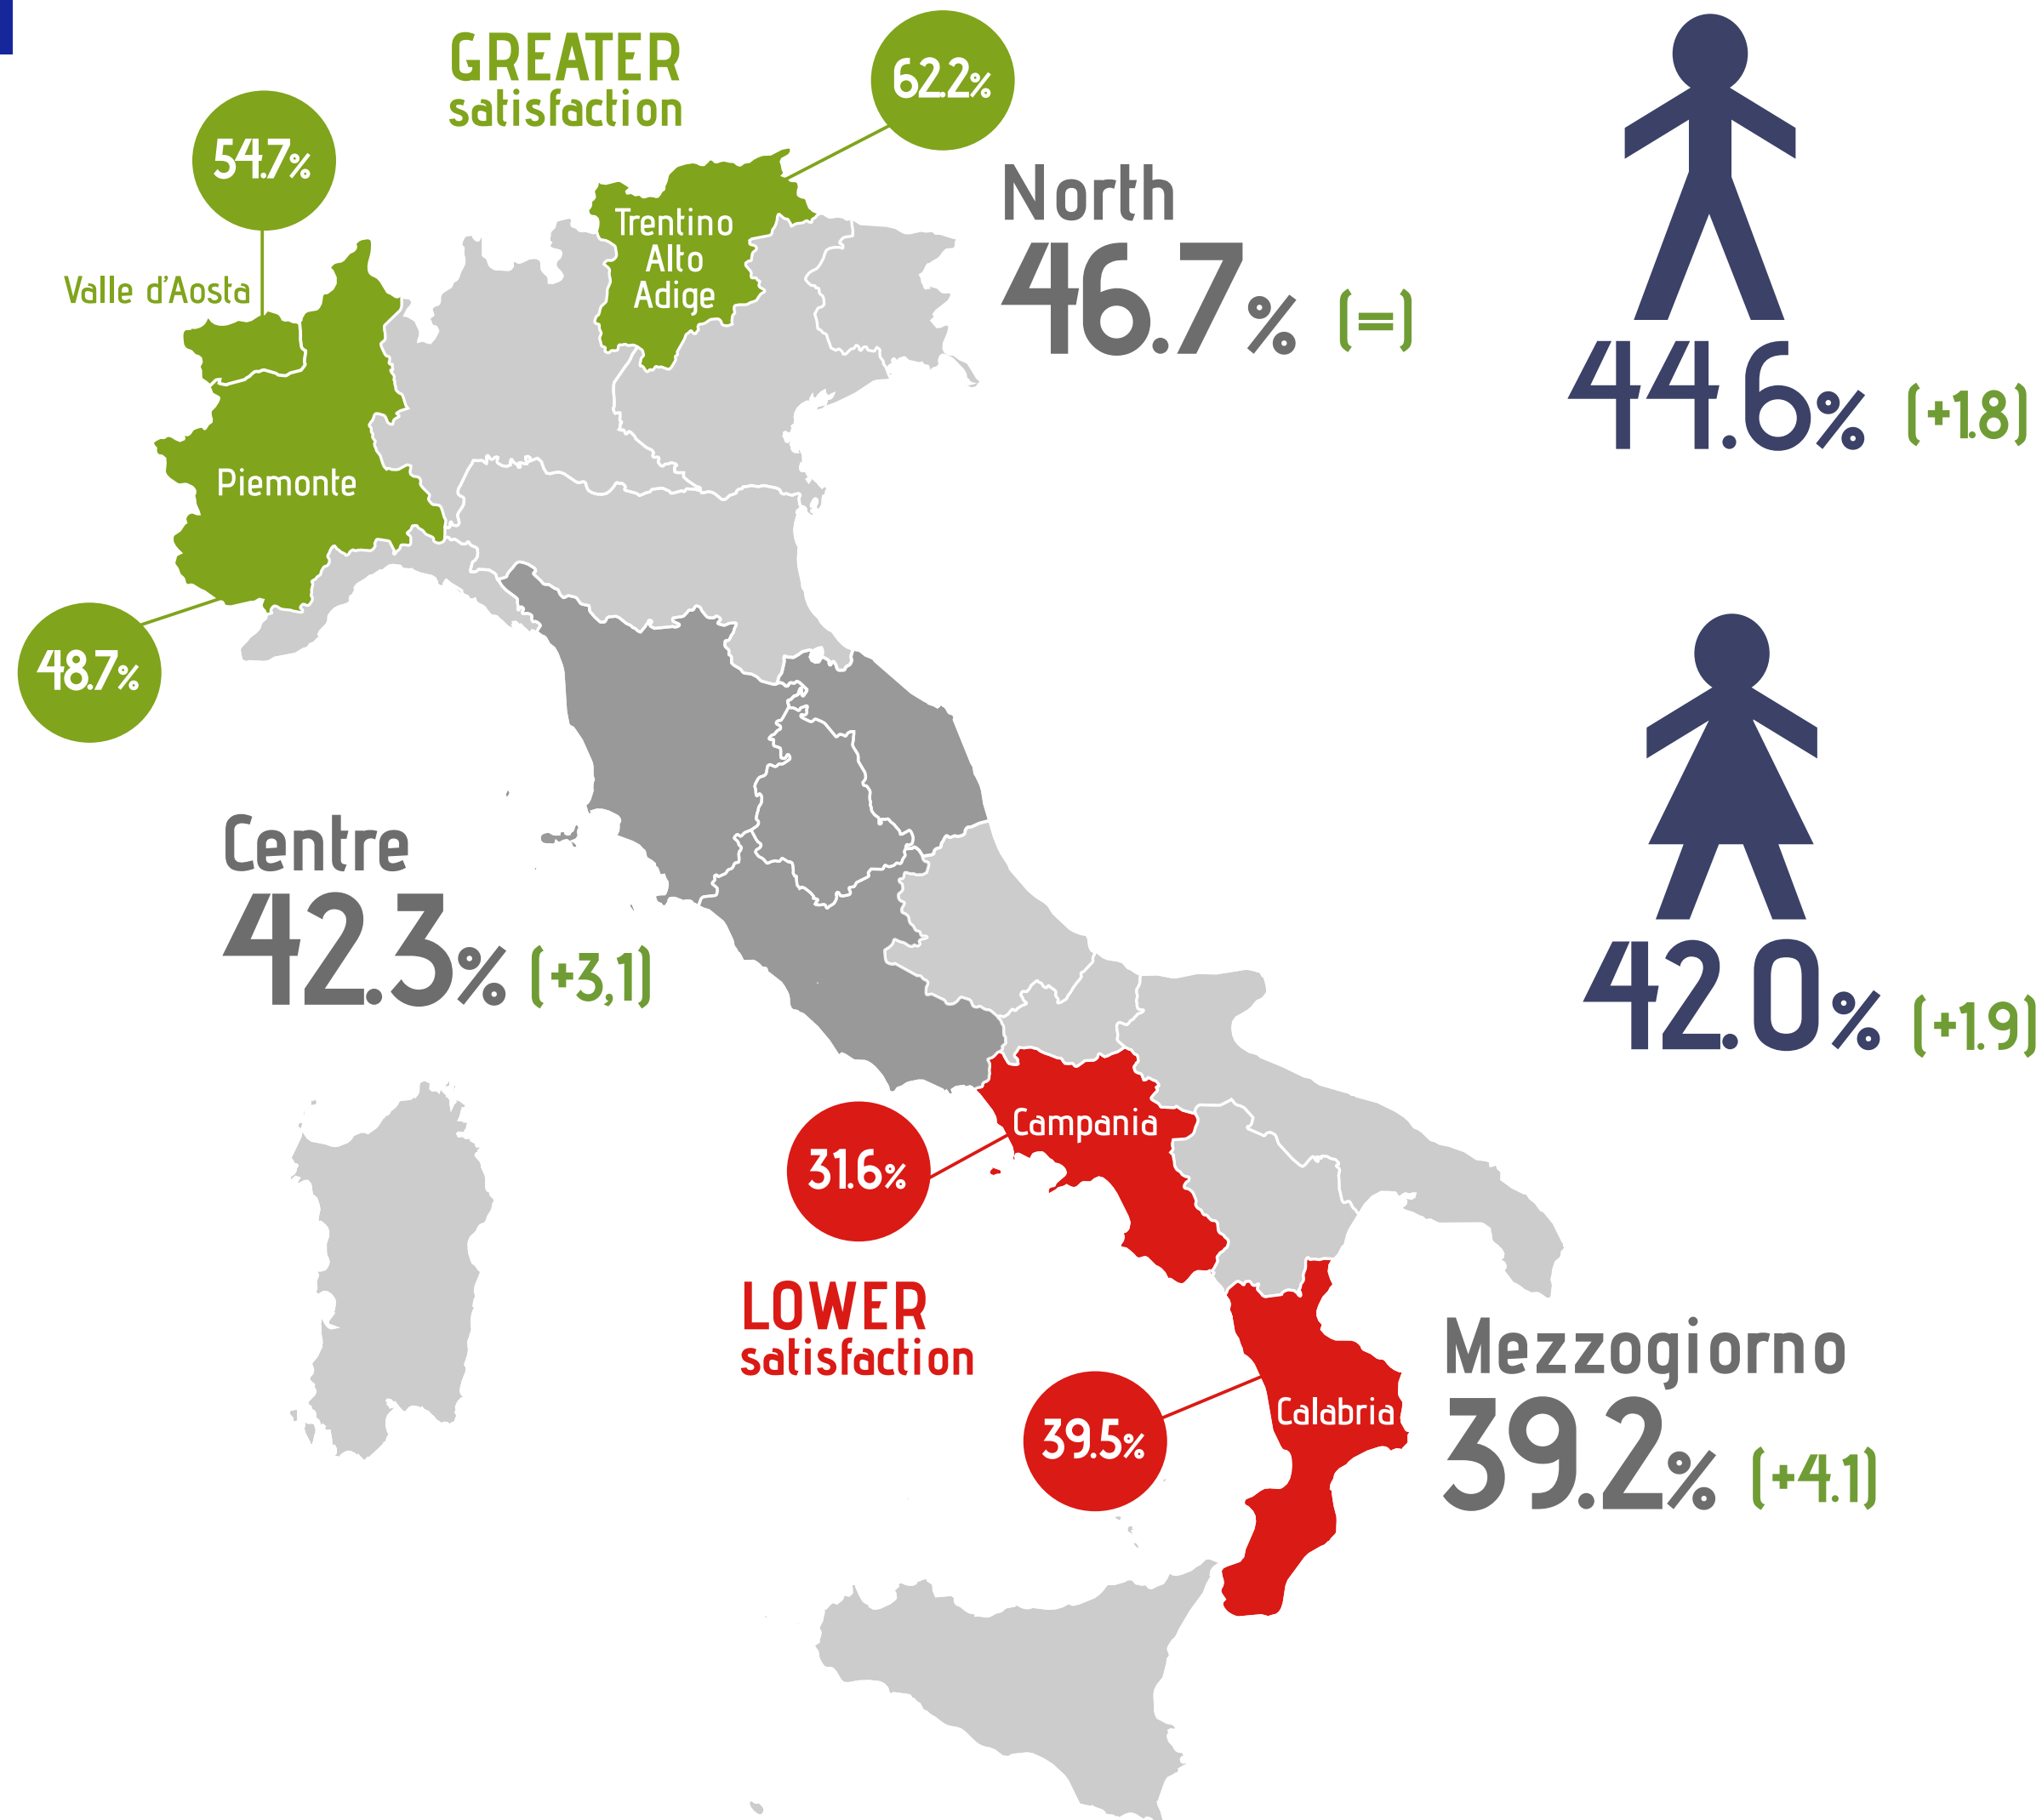 GREATER
satisfaction
62.2%
54.7%
Valle d'Aosta
Trentino
Alto
Adige
North
46.7% (=)
44.6% (+1.8)
Piemonte
48.7%
Centre
42.3% (+3,1)
42.0% (+1.9)
Campania
31.6%
LOWER
satisfaction
39.5%
Calabria
Mezzogiorno
39.2% (+4.1)